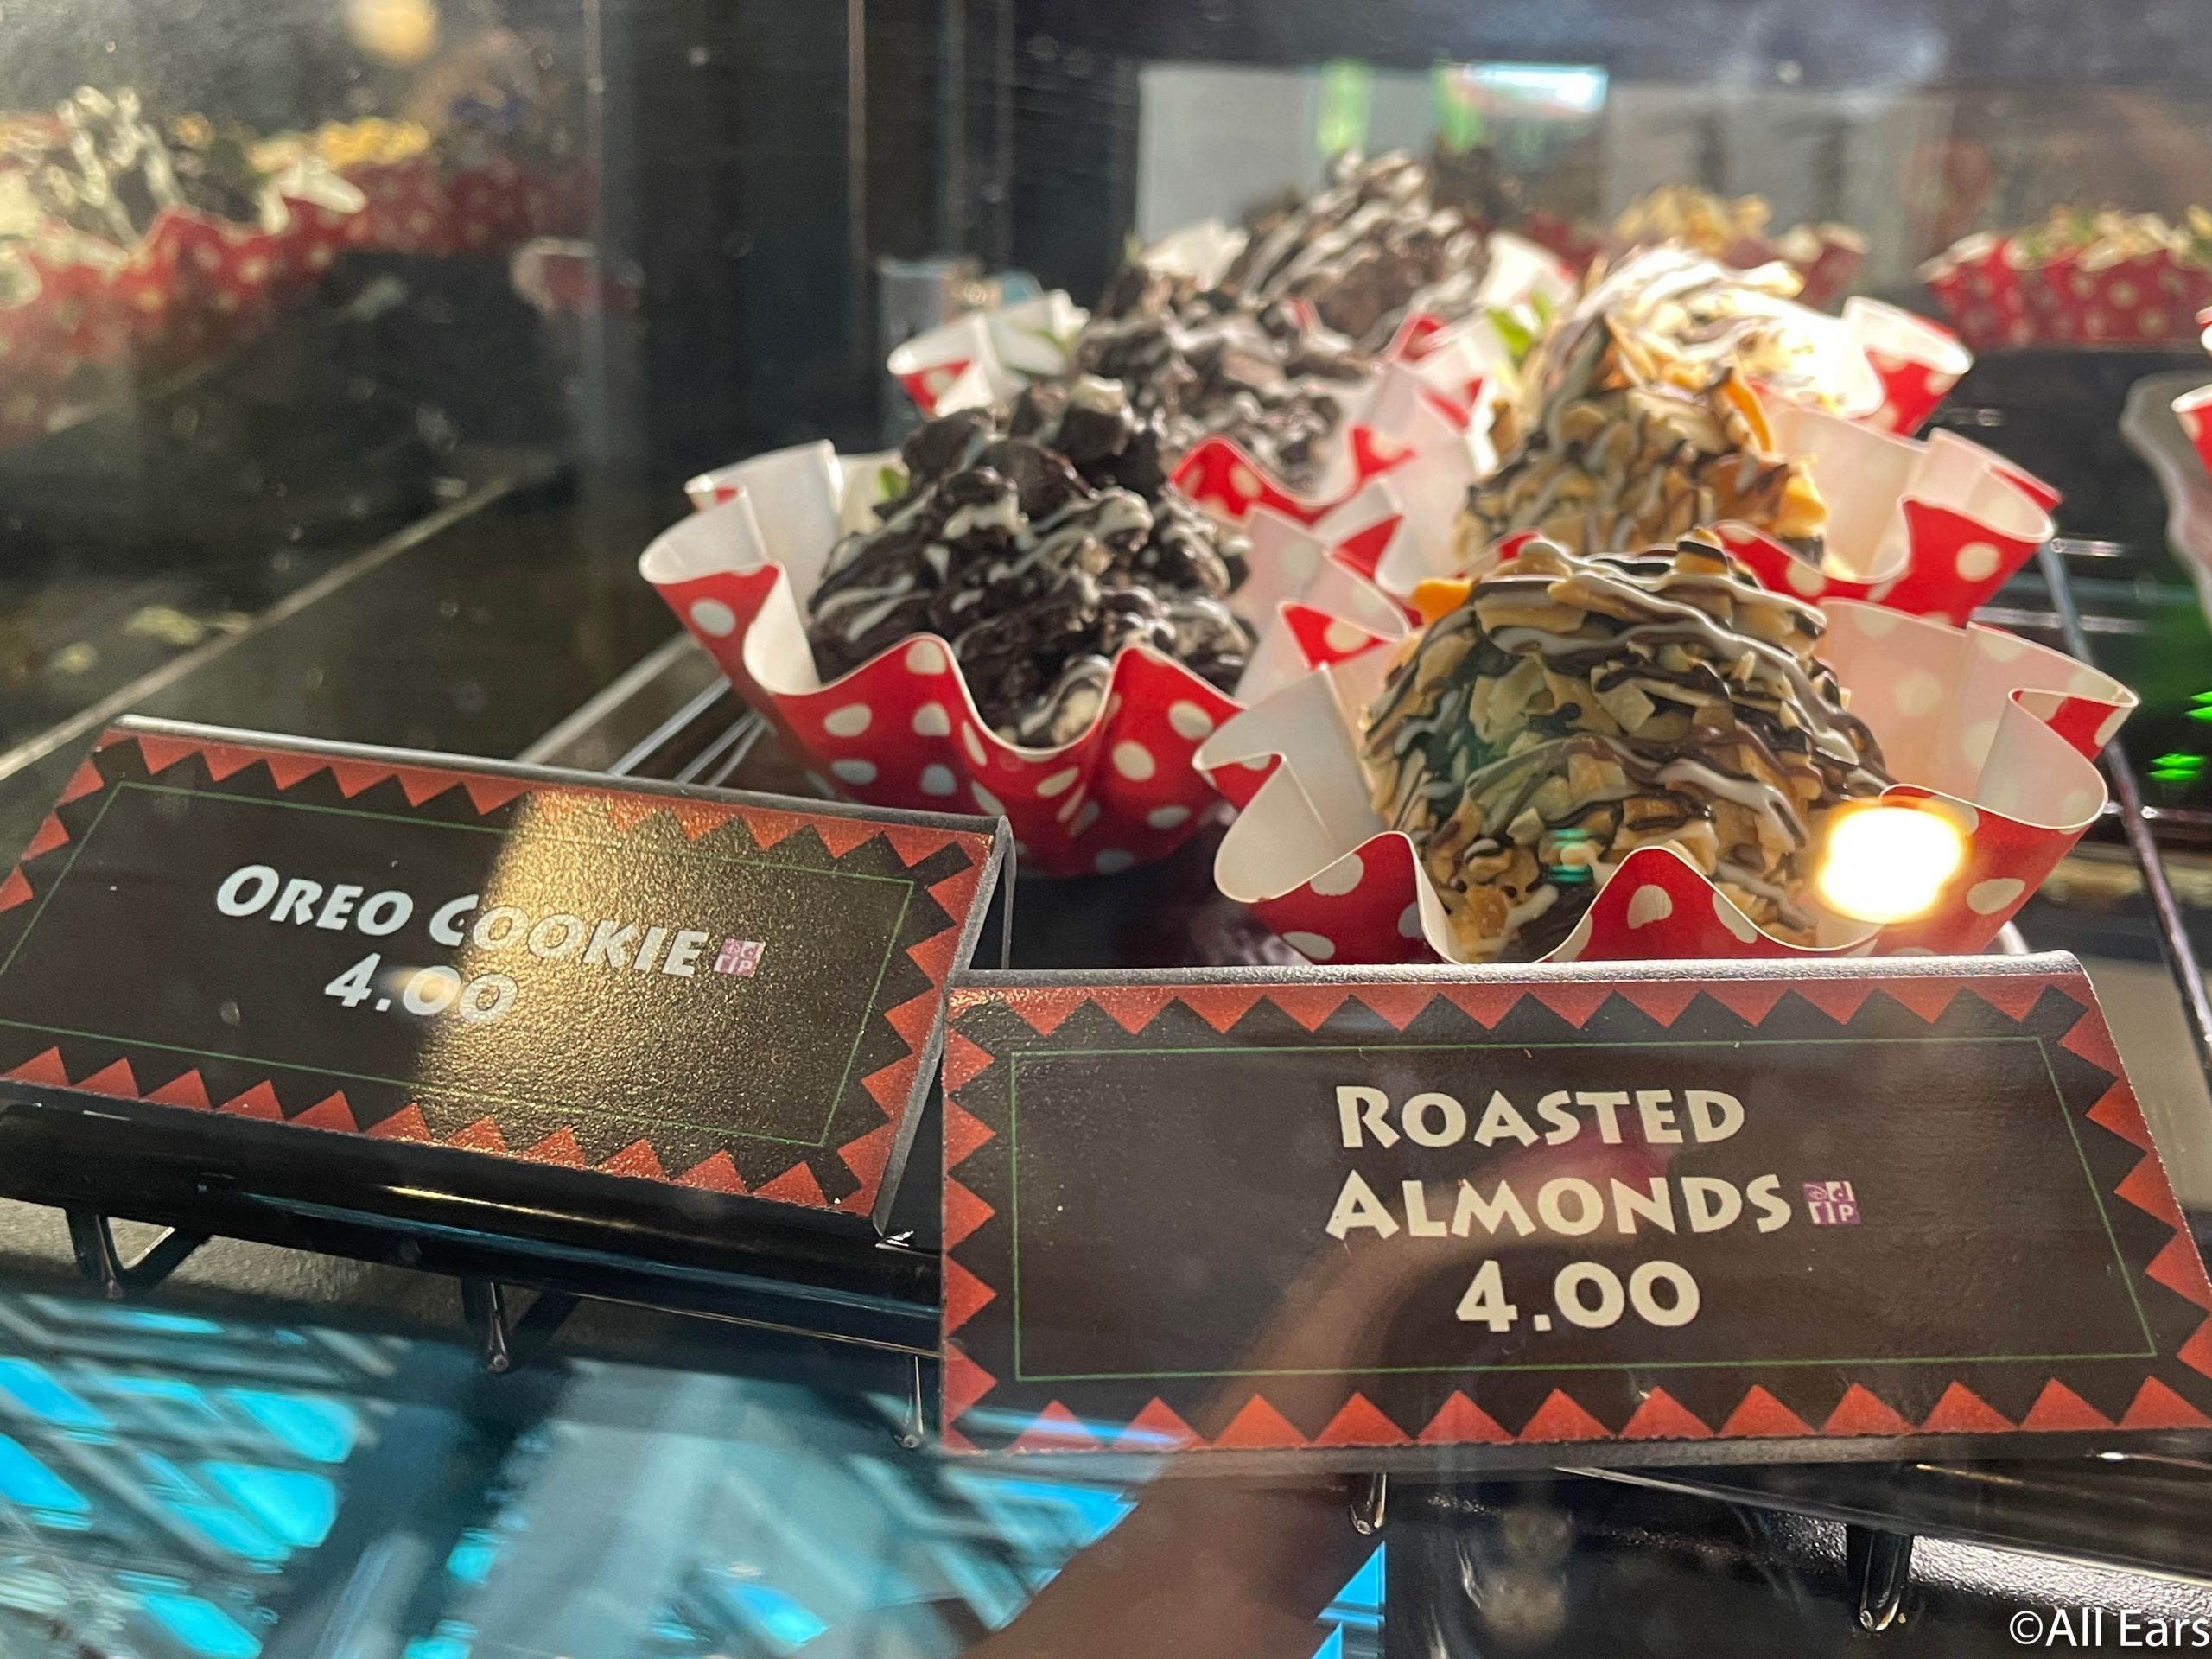 OREO COOKIE
4.00
ROASTED
ALMONDS
4.00
©All Ears